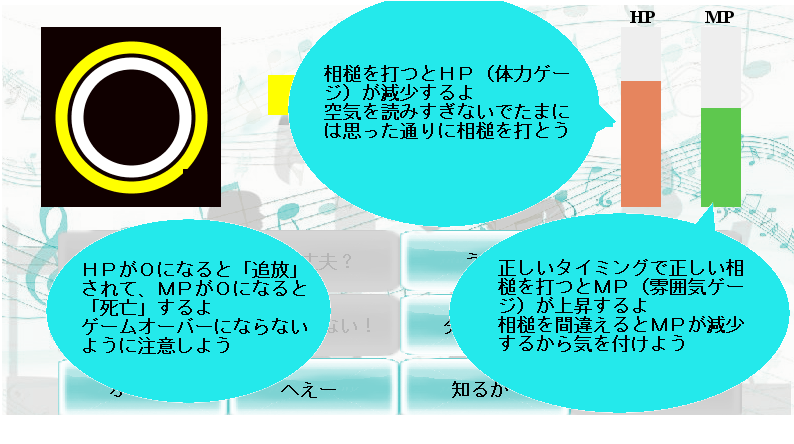 HP
MP
相槌を打つとＨＰ（体力ゲー
ジ）が減少するよ
空気を読みすぎないでたまに
は思った通りに相槌を打とう
ＨＰが０になると「追放」
されて、ＭＰが０になると
「死亡」するよ
ゲームオーバーにならない
ように注意しよう
正しいタイミングで正しい相
槌を打つとＭＰ（雰囲気ゲー
ジ）が上昇するよ
相槌を間違えるとＭＰが減少
するから気を付けよう
丈夫？
ない！
へえー
知るか